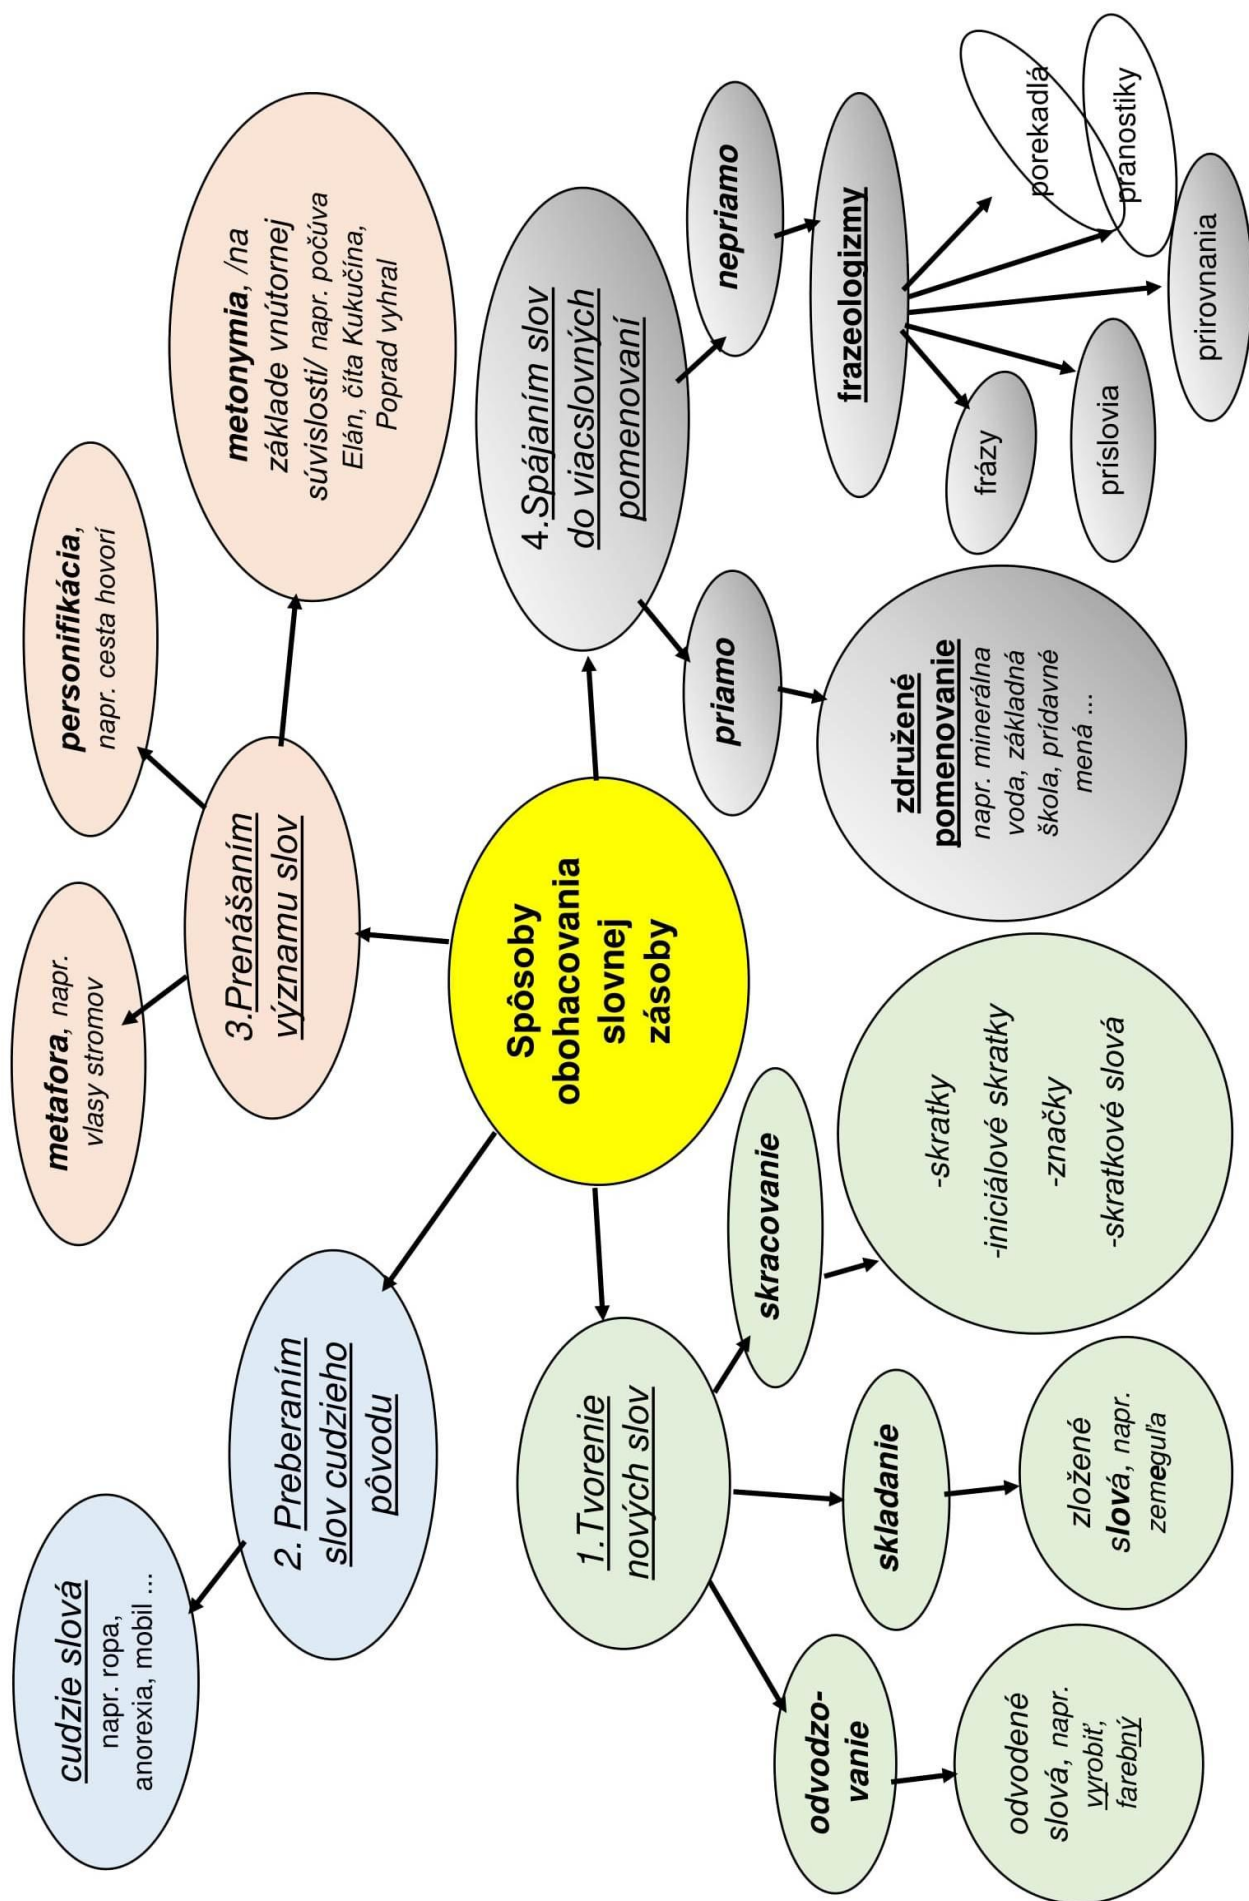 Spôsoby
obohacovania
slovnej
zásoby
1.Tvorenie
nových slov
odvodzo-
vanie
odvodené
slová, napr.
vyrobiť,
farebný
skladanie
zložené
slová, napr.
zemeguľa
skracovanie
-skratky
-iniciálové skratky
-značky
-skratkové slová
2. Preberaním
slov cudzieho
pôvodu
cudzie slová
napr. ropa,
anorexia, mobil ...
3.Prenášaním
významu slov
metafora, napr.
vlasy stromov
personifikácia,
napr. cesta hovorí
metonymia, /na
základe vnútornej
súvislosti/ napr. počúva
Elán, číta Kukučína,
Poprad vyhral
4.Spájaním slov
do viacslovných
pomenovaní
priamo
združené
pomenovanie
napr. minerálna
voda, základná
škola, prídavné
mená ...
nepriamo
frazeologizmy
frázy
príslovia
prirovnania
pranostiky
porekadlá